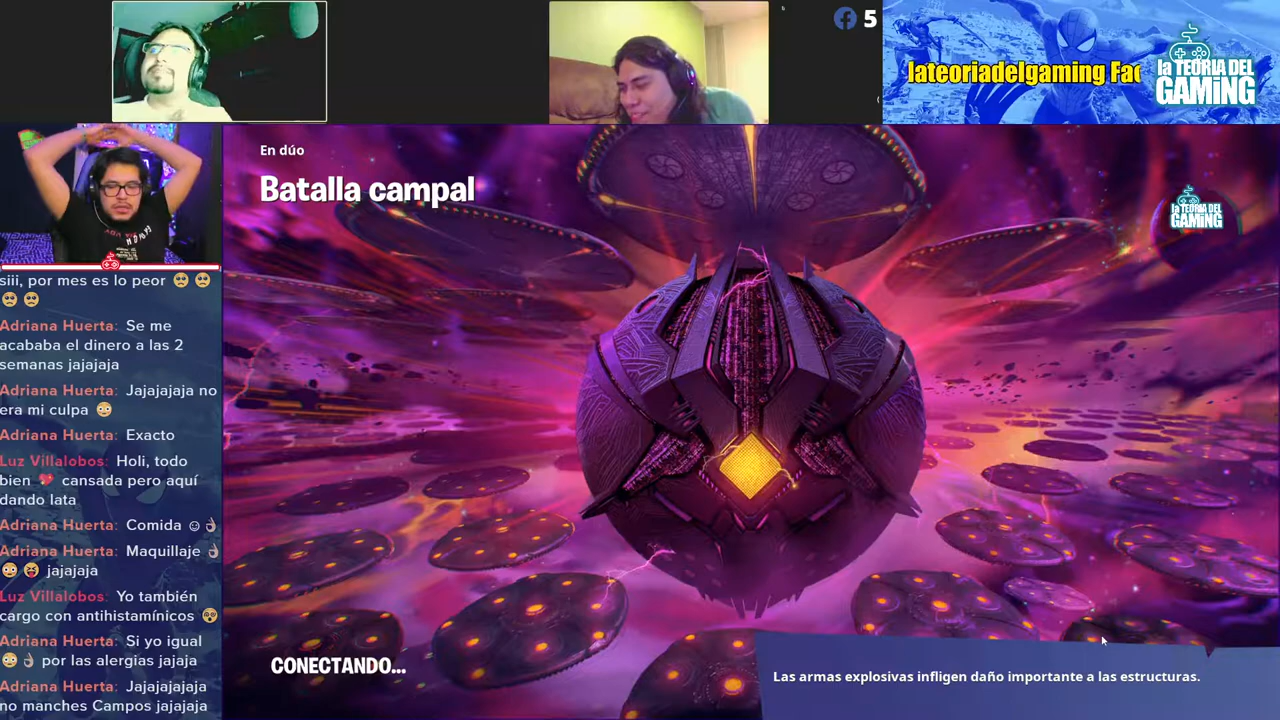 5
lateoriadelgaming Fac
la TEORIA DEL
GAMING
En dúo
Batalla campal
la TEORIA DEL
GAMING
siii, por mes es lo peor 🥺 🥺
🥺 🥺
Adriana Huerta: Se me
acababa el dinero a las 2
semanas jajajaja
Adriana Huerta: Jajajajaja no
era mi culpa 😳
Adriana Huerta: Exacto
Luz Villalobos: Holi, todo
bien 💖 cansada pero aquí
dando lata
Adriana Huerta: Comida ☺👌
Adriana Huerta: Maquillaje 👌
😳 😝 jajajaja
Luz Villalobos: Yo también
cargo con antihistamínicos 😵
Adriana Huerta: Si yo igual
😳 👌 por las alergias jajaja
Adriana Huerta: Jajajajajaja
no manches Campos jajajaja
CONECTANDO...
Las armas explosivas infligen daño importante a las estructuras.